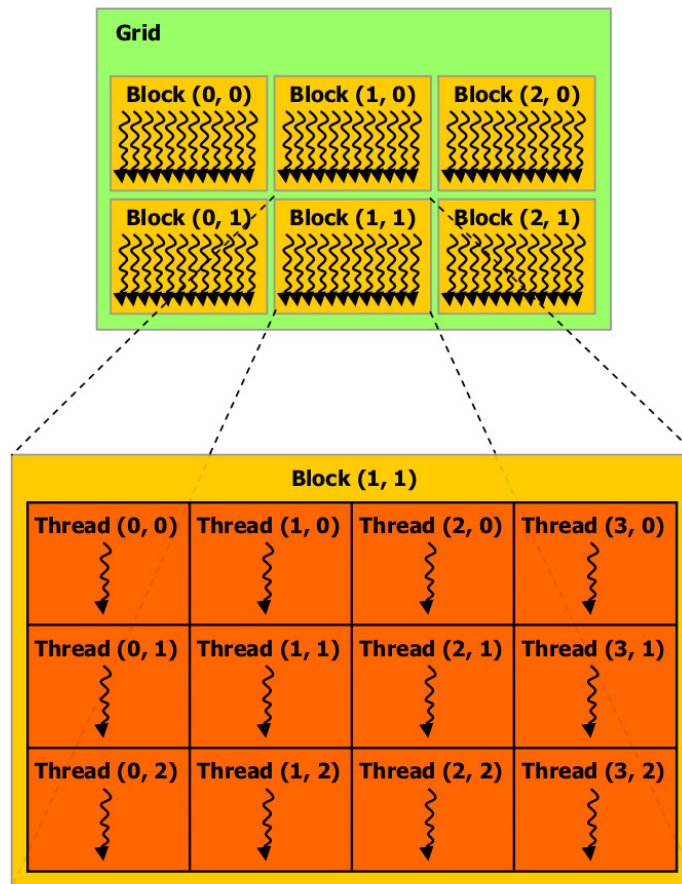 Grid
Block (0, 0) Block (1, 0) Block (2, 0)
Block (0, 1) Block (1, 1) Block (2, 1)
Block (1, 1)
Thread (0, 0) Thread (1, 0) Thread (2, 0) Thread (3, 0)
Thread (0, 1) Thread (1, 1) Thread (2, 1) Thread (3, 1)
Thread (0, 2) Thread (1, 2) Thread (2, 2) Thread (3, 2)